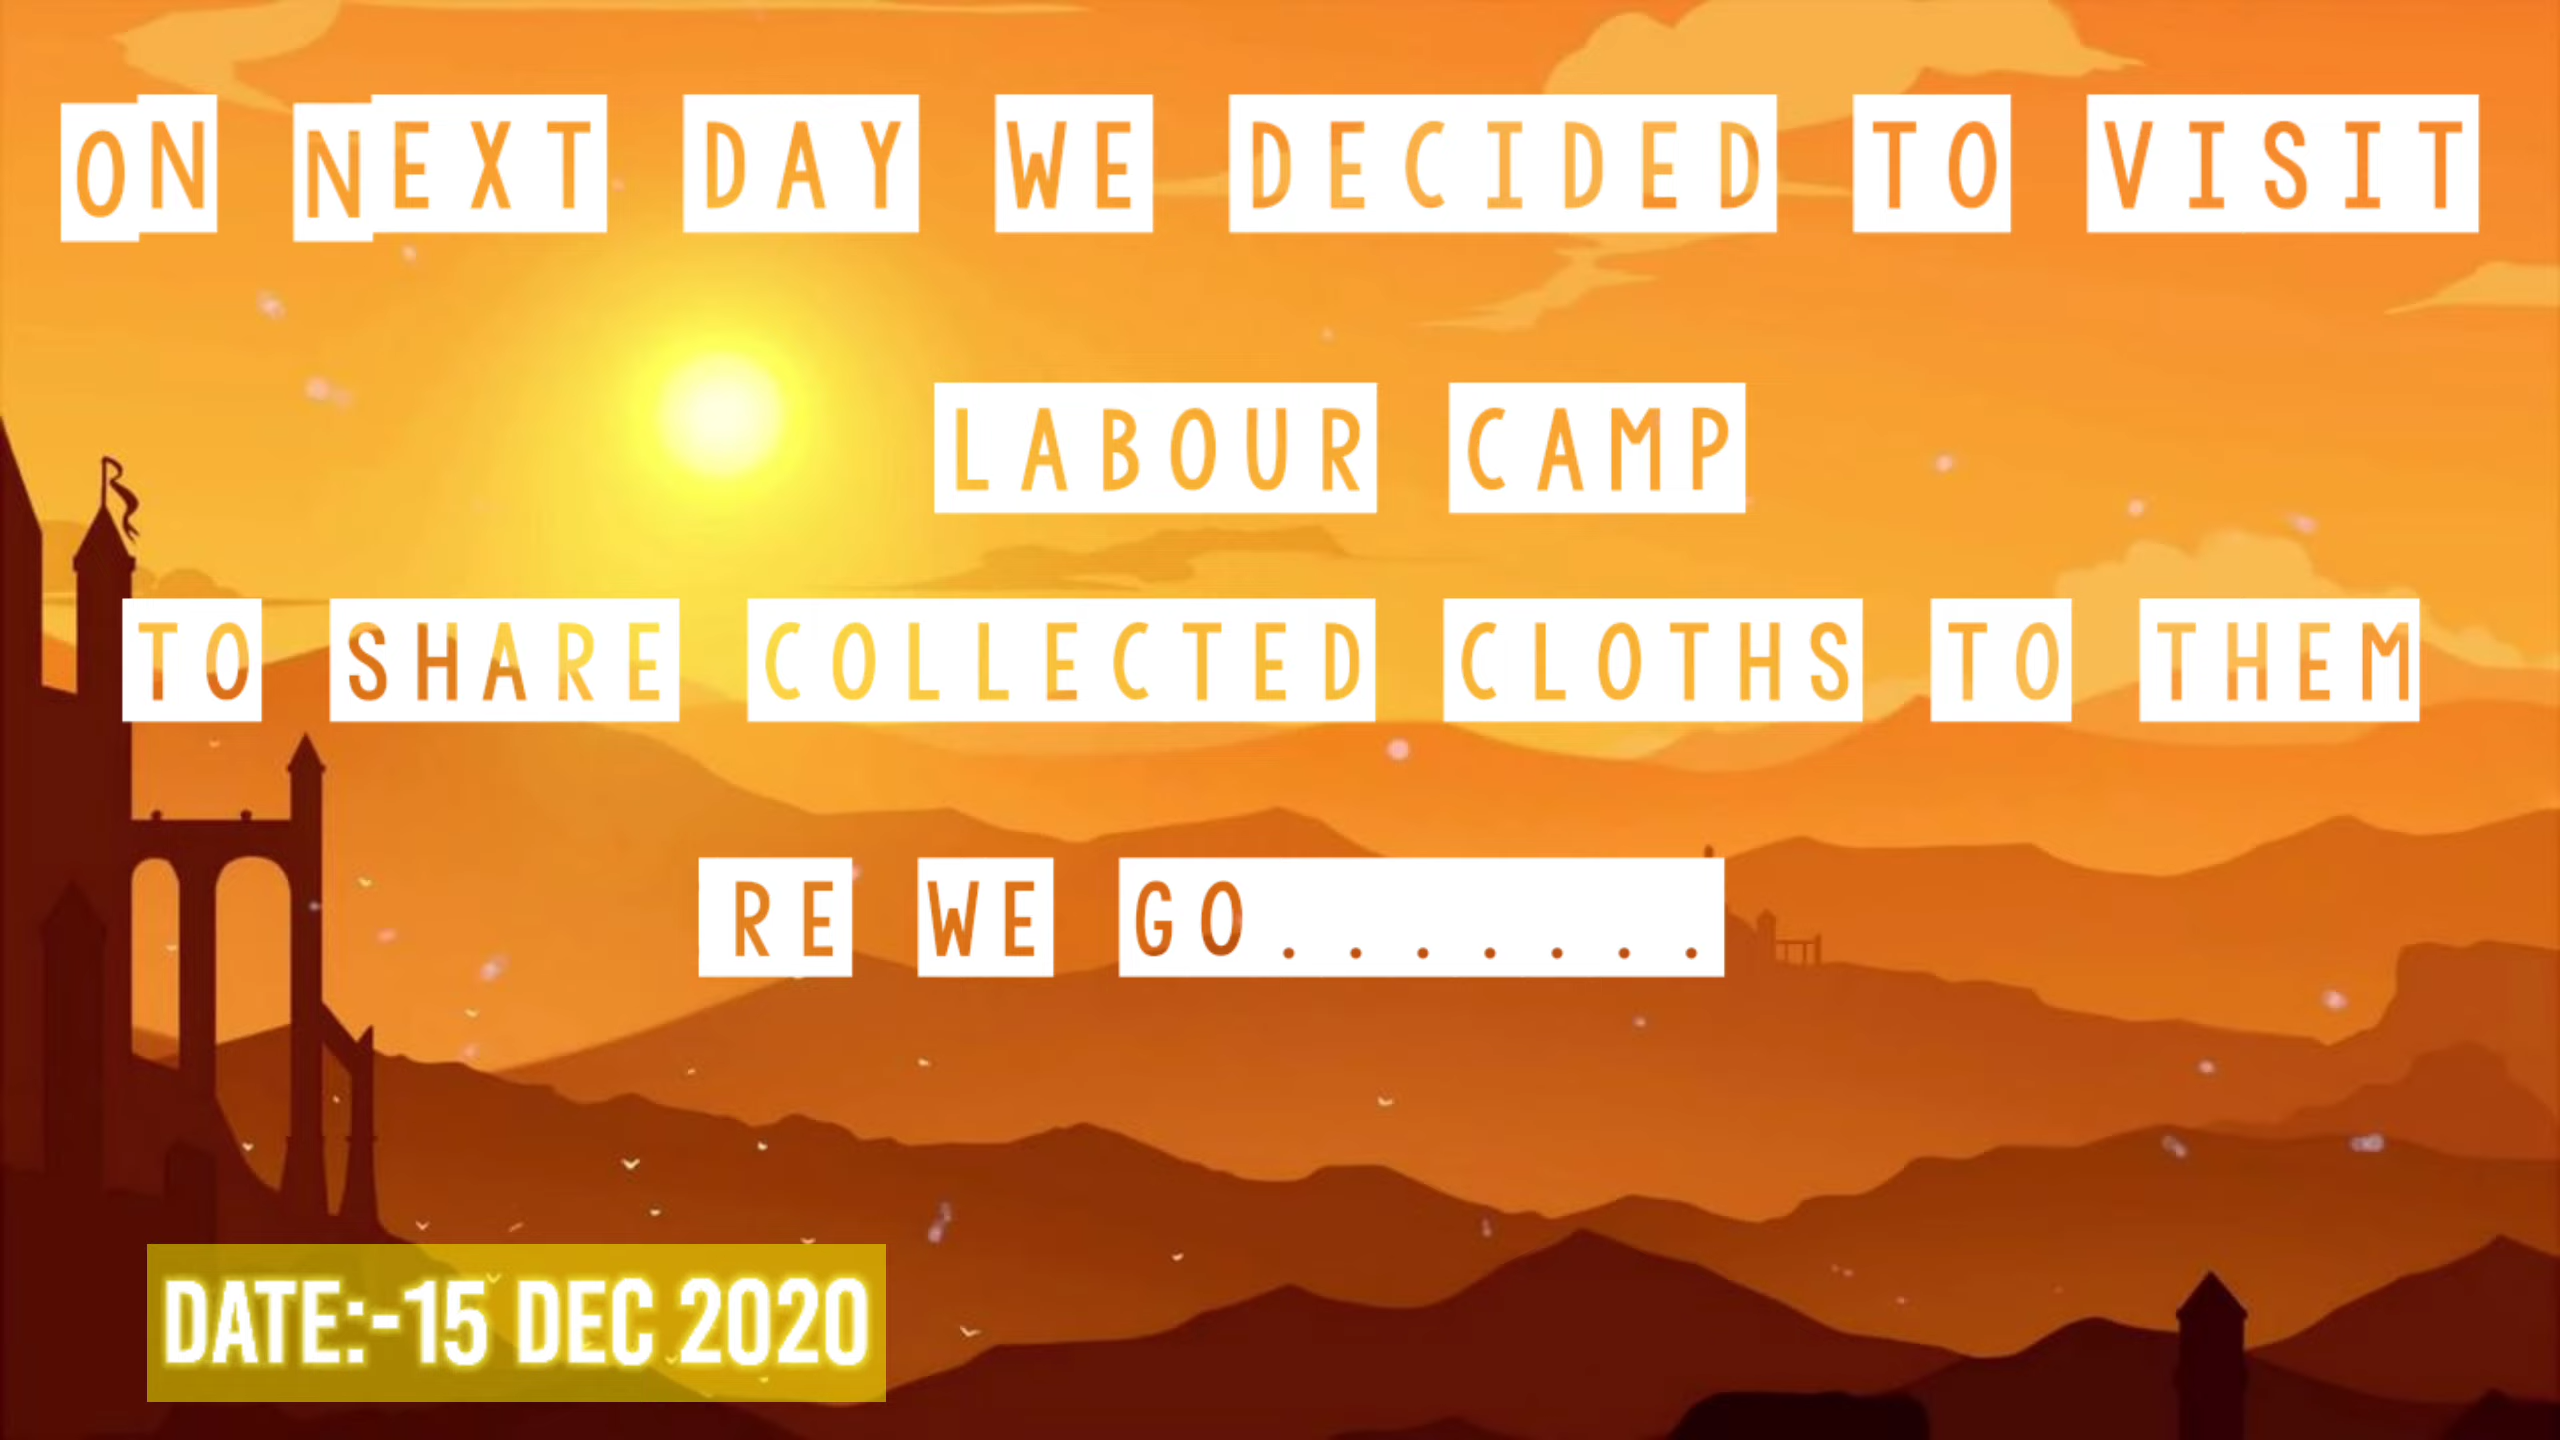 ON NEXT DAY WE DECIDED TO VISIT
LABOUR CAMP
TO SHARE COLLECTED CLOTHS TO THEM
RE WE GO.......
DATE:-15 DEC 2020